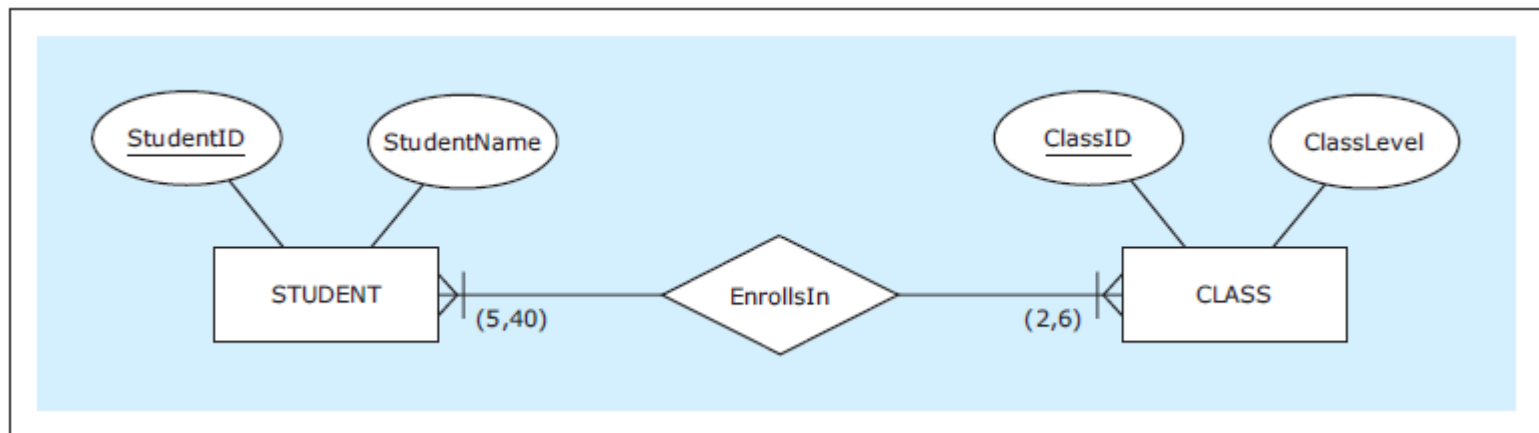 StudentID
StudentName
ClassID
ClassLevel
STUDENT
EnrollsIn
CLASS
(5,40)
(2,6)